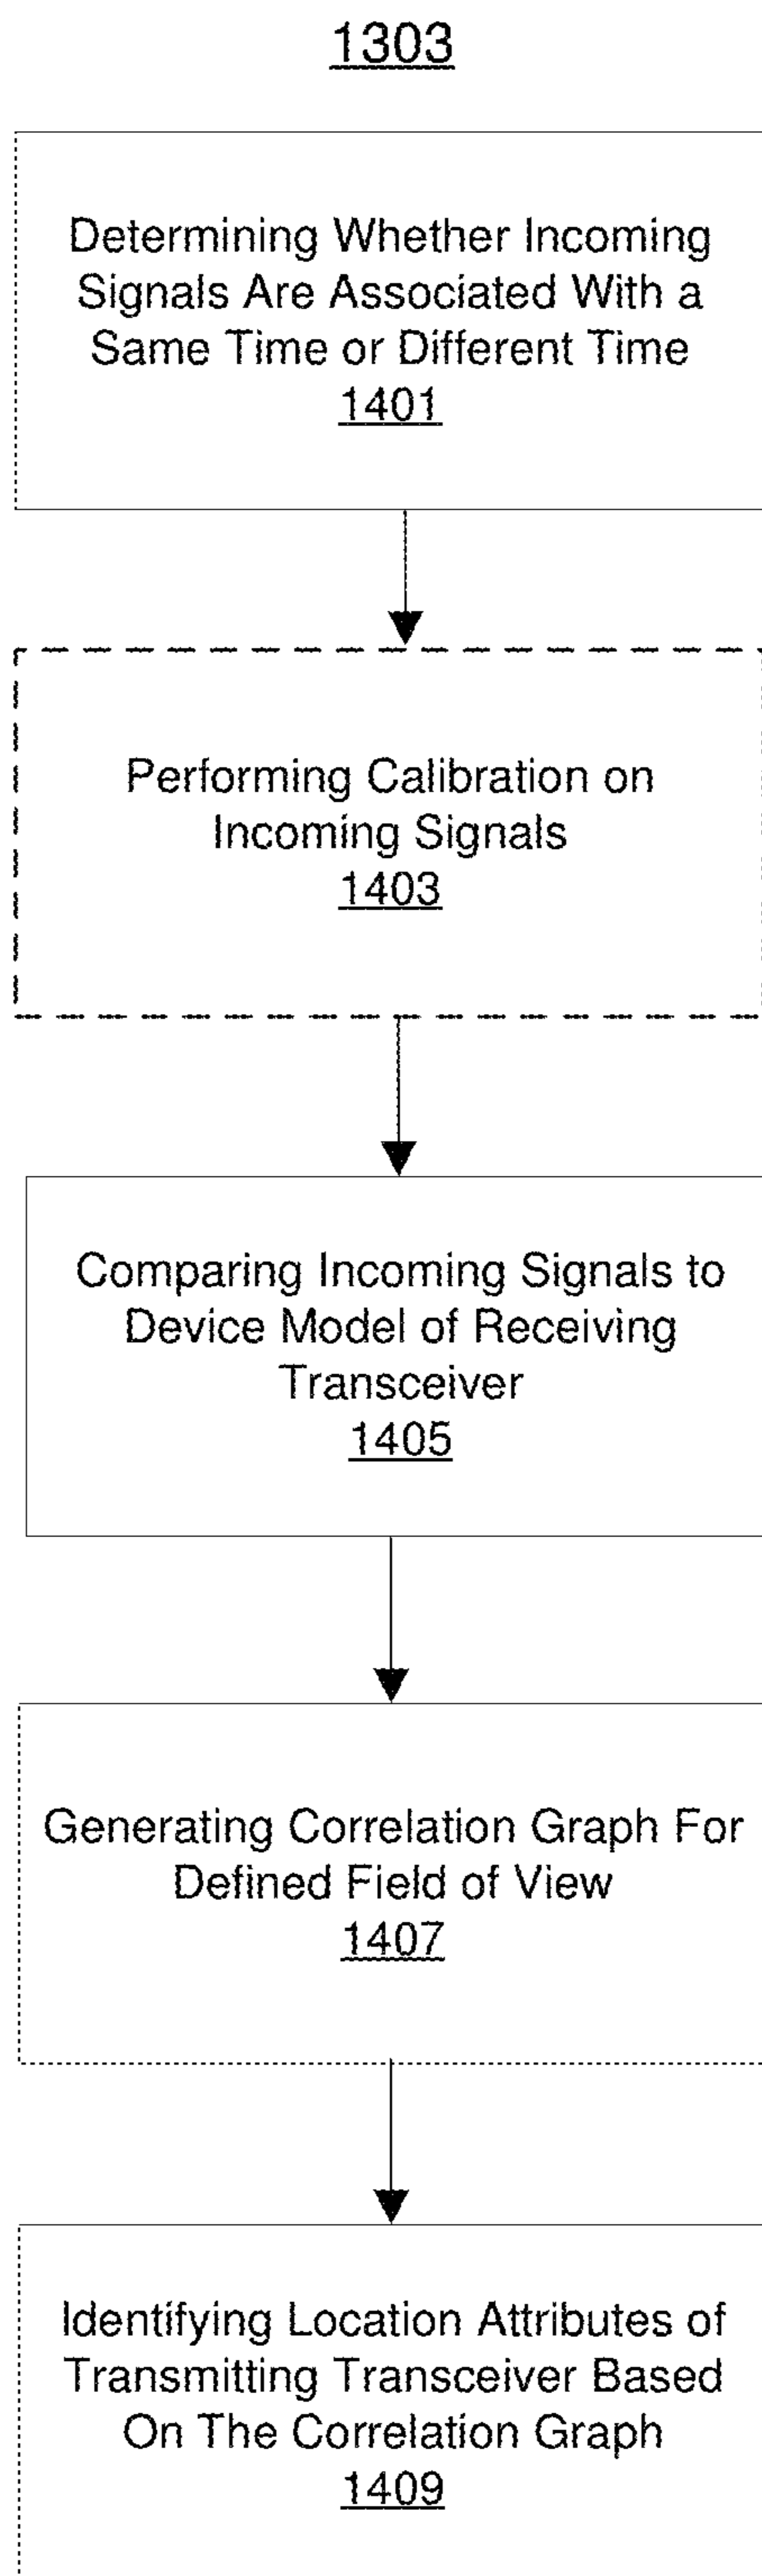 1303
Determining Whether Incoming
Signals Are Associated With a
Same Time or Different Time
1401
Performing Calibration on
Incoming Signals
1403
Comparing Incoming Signals to
Device Model of Receiving
Transceiver
1405
Generating Correlation Graph For
Defined Field of View
1407
Identifying Location Attributes of
Transmitting Transceiver Based
On The Correlation Graph
1409